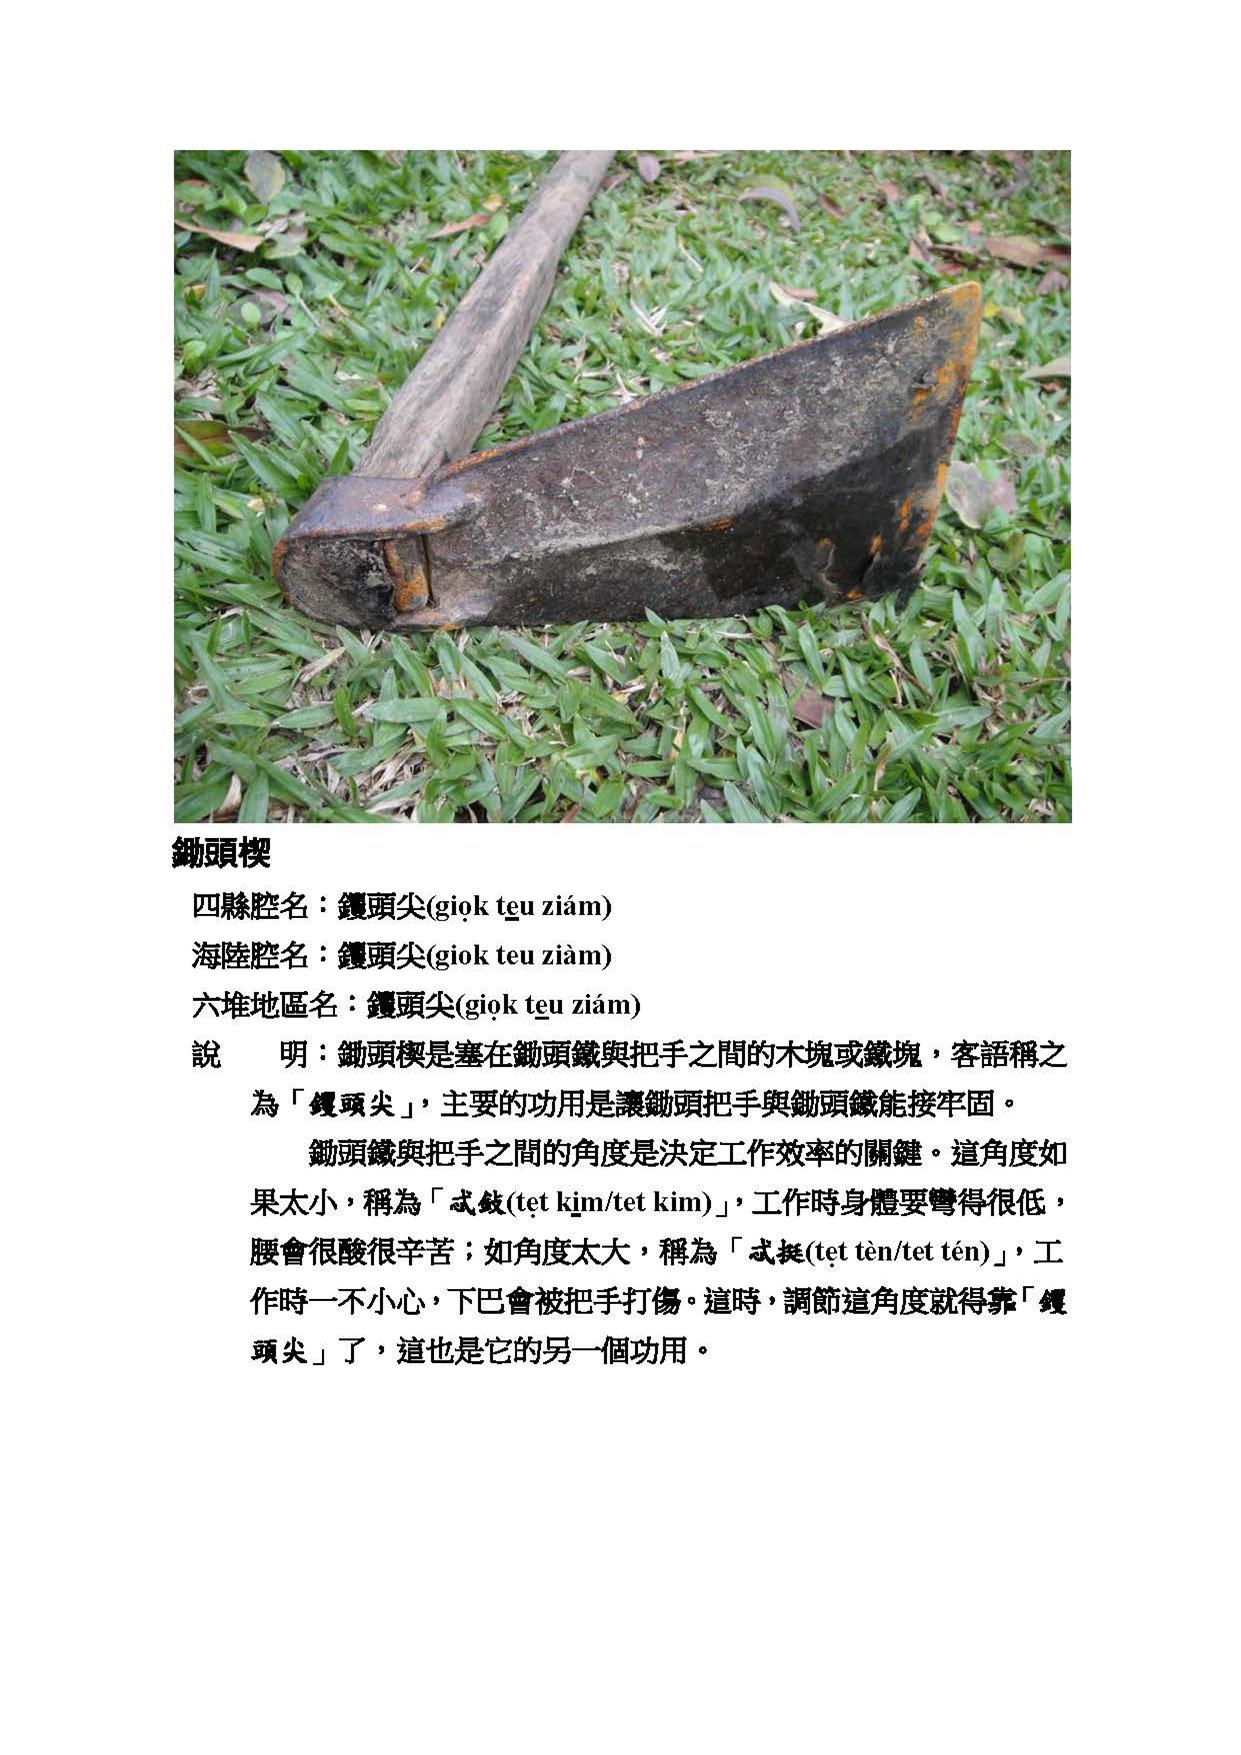 鋤頭楔
四縣腔名：钁頭尖(giọk teu ziám)
海陸腔名：钁頭尖(giok teu ziàm)
六堆地區名：钁頭尖(giọk teu ziám)
說　　明：鋤頭楔是塞在鋤頭鐵與把手之間的木塊或鐵塊，客語稱之
為「钁頭尖」，主要的功用是讓鋤頭把手與鋤頭鐵能接牢固。
鋤頭鐵與把手之間的角度是決定工作效率的關鍵。這角度如
果太小，稱為「忒㪁(tẹt kim/tet kim)」，工作時身體要彎得很低，
腰會很酸很辛苦；如角度太大，稱為「忒挺(tẹt tèn/tet tén)」，工
作時一不小心，下巴會被把手打傷。這時，調節這角度就得靠「钁
頭尖」了，這也是它的另一個功用。